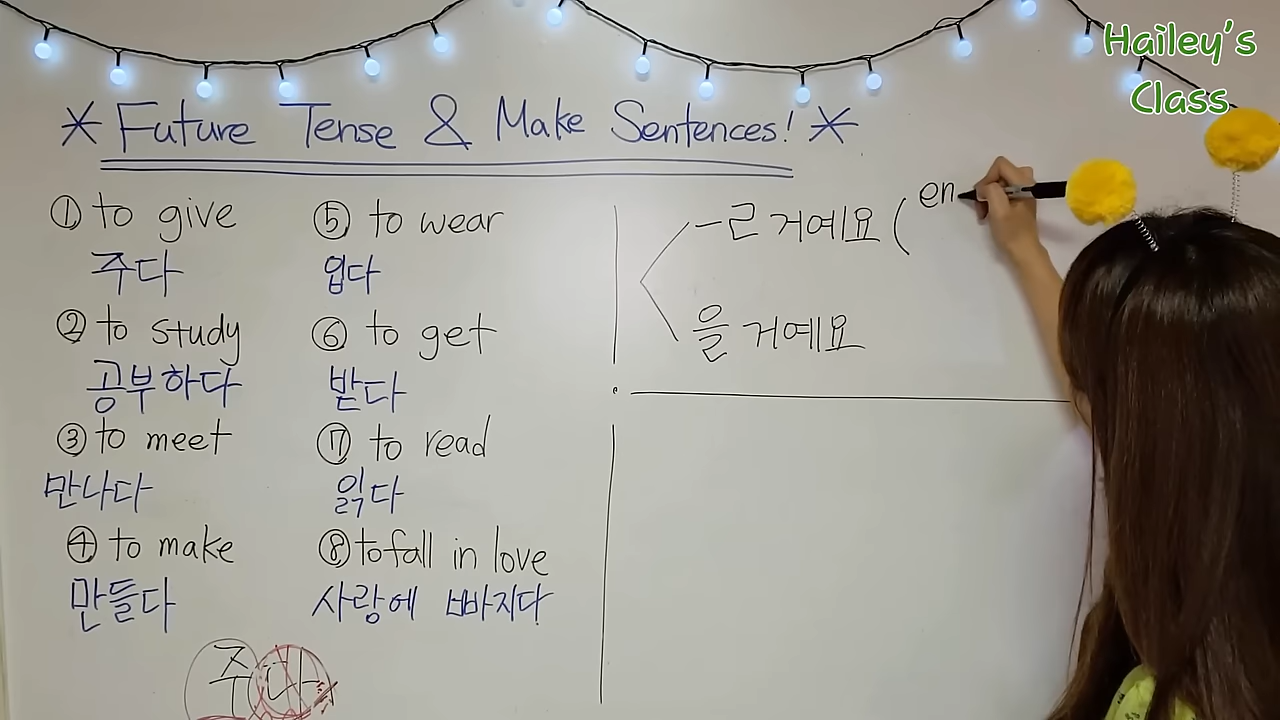 Hailey's
Class
* Future Tense & Make Sentences! *
① to give
주다
② to study
공부하다
③ to meet
만나다
④ to make
만들다
⑤ to wear
입다
⑥ to get
받다
⑦ to read
읽다
⑧ to fall in love
사랑에 빠지다
주다
-ㄹ 거예요 ( en
을 거예요